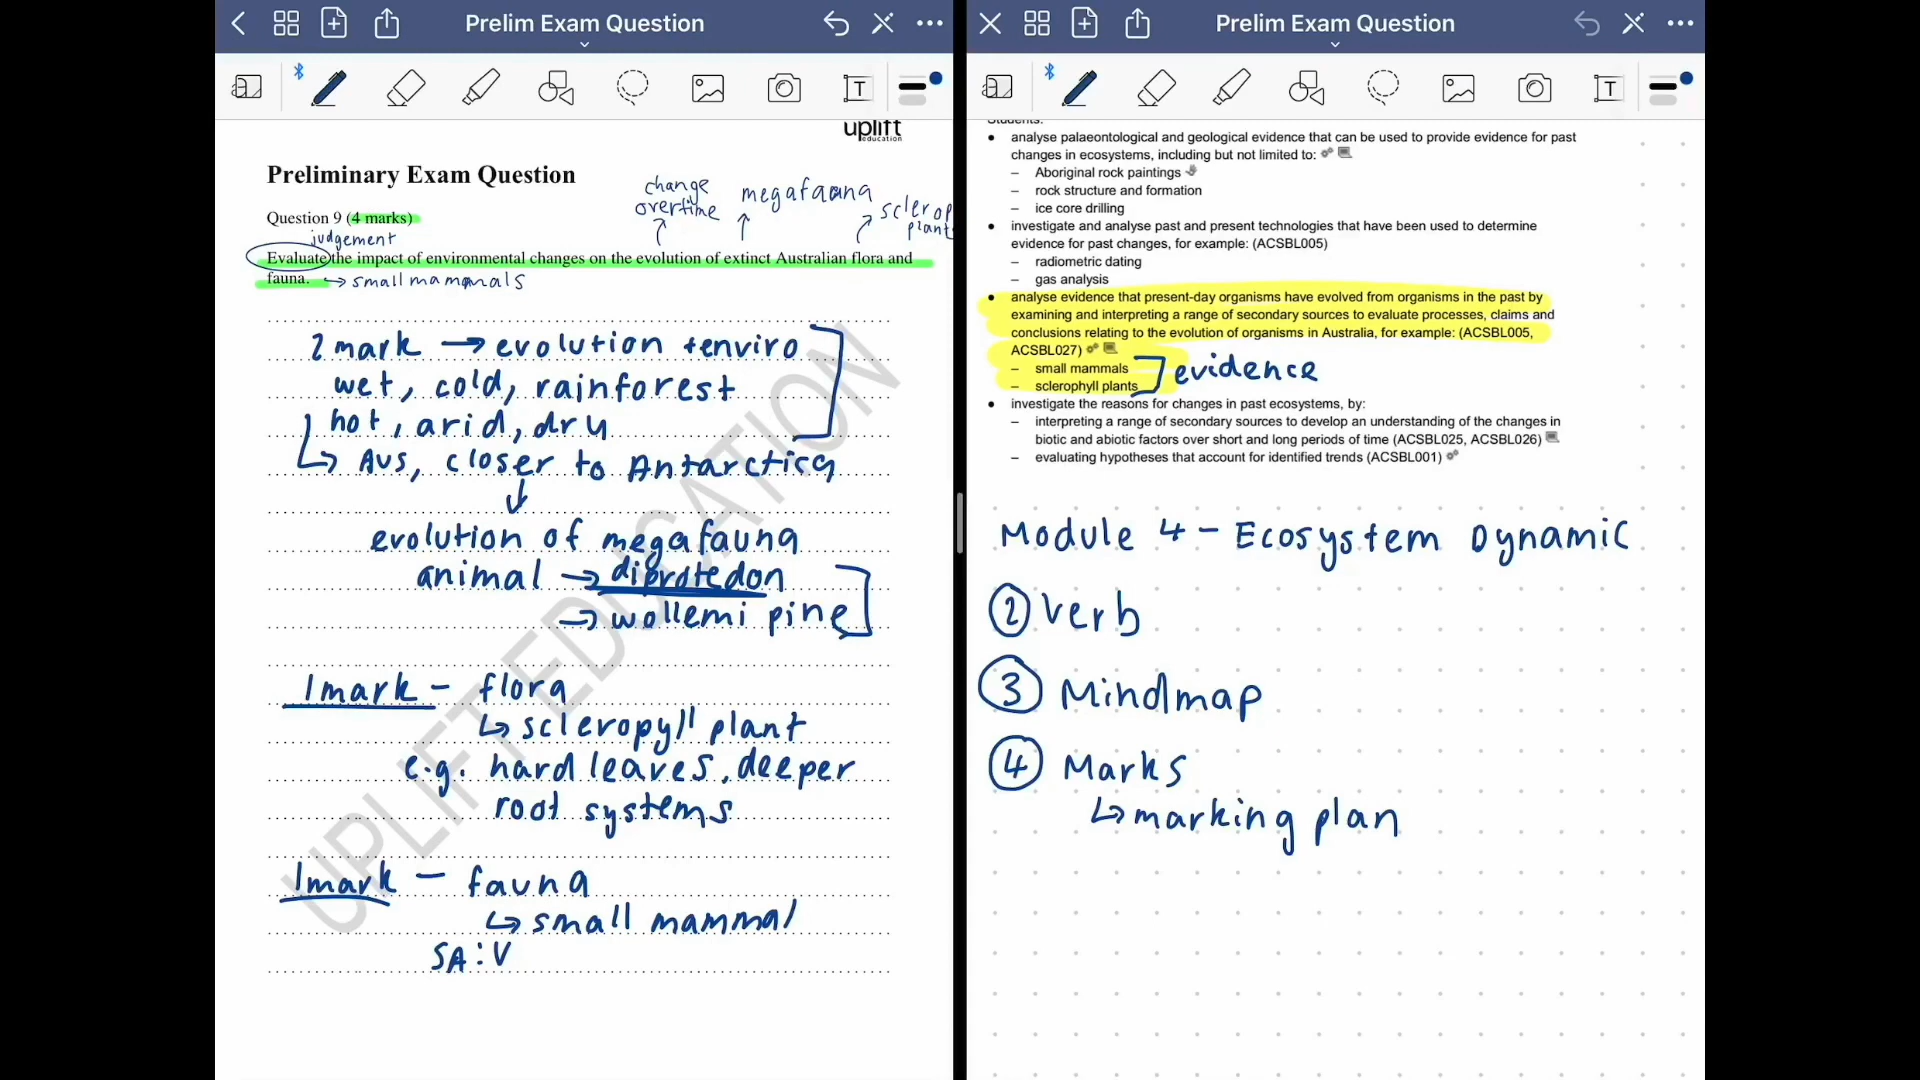 Prelim Exam Question
uplift
education
Preliminary Exam Question
change
overtime
megafauna
sclerop
plant
Question 9 (4 marks)
judgement
Evaluate the impact of environmental changes on the evolution of extinct Australian flora and
fauna.
small mammals
2 mark → evolution + enviro
wet, cold, rainforest
hot, arid, dry
↳ Aus, closer to Antarctica
↓
evolution of megafauna
animal → diprotedon
→ wollemi pine
1 mark - flora
↳ scleropyll plant
e.g. hard leaves, deeper
root systems
1 mark - fauna
↳ small mammal
SA:V
UPLIFT EDUCATION
Prelim Exam Question
Students:
• analyse palaeontological and geological evidence that can be used to provide evidence for past
changes in ecosystems, including but not limited to:
– Aboriginal rock paintings
– rock structure and formation
– ice core drilling
• investigate and analyse past and present technologies that have been used to determine
evidence for past changes, for example: (ACSBL005)
– radiometric dating
– gas analysis
• analyse evidence that present-day organisms have evolved from organisms in the past by
examining and interpreting a range of secondary sources to evaluate processes, claims and
conclusions relating to the evolution of organisms in Australia, for example: (ACSBL005,
ACSBL027)
– small mammals
– sclerophyll plants
evidence
• investigate the reasons for changes in past ecosystems, by:
– interpreting a range of secondary sources to develop an understanding of the changes in
biotic and abiotic factors over short and long periods of time (ACSBL025, ACSBL026)
– evaluating hypotheses that account for identified trends (ACSBL001)
Module 4 - Ecosystem Dynamic
② Verb
③ Mindmap
④ Marks
↳ marking plan